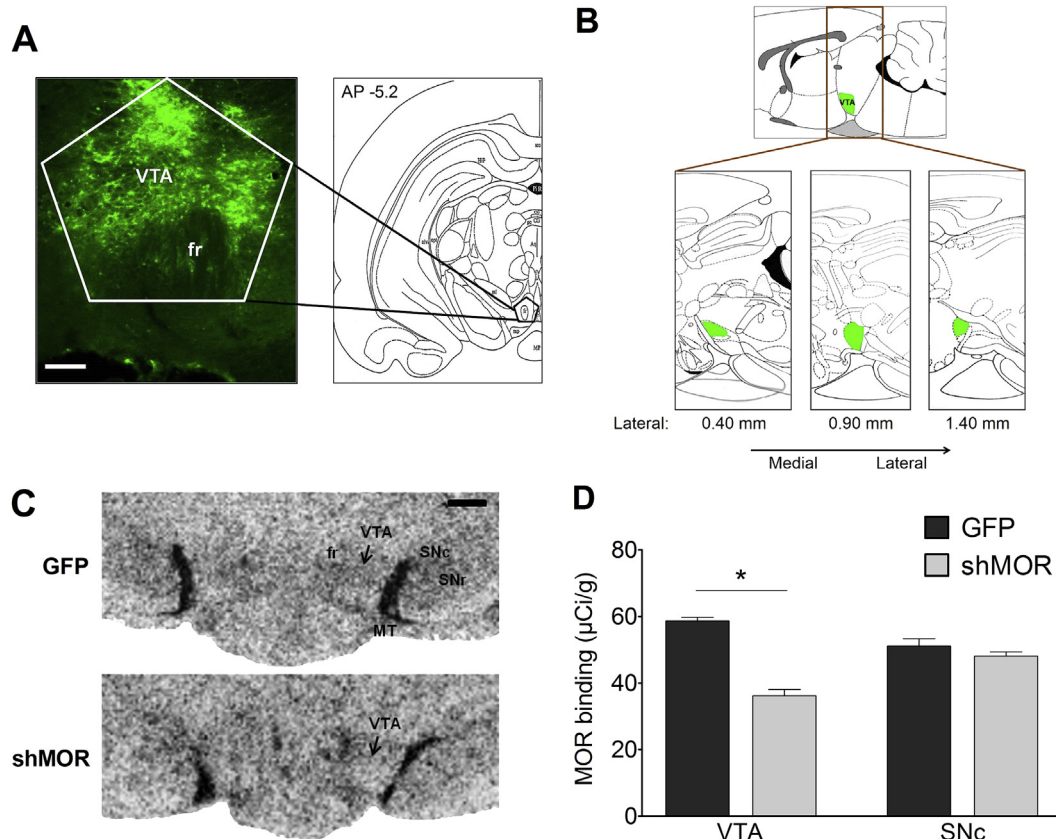 A
VTA
fr
AP -5.2
B
VTA
Lateral: 0.40 mm 0.90 mm 1.40 mm
Medial Lateral
C
GFP
VTA
fr
SNc
SNr
MT
shMOR
VTA
D
GFP
shMOR
MOR binding (µCi/g)
80
60
40
20
0
*
VTA SNc